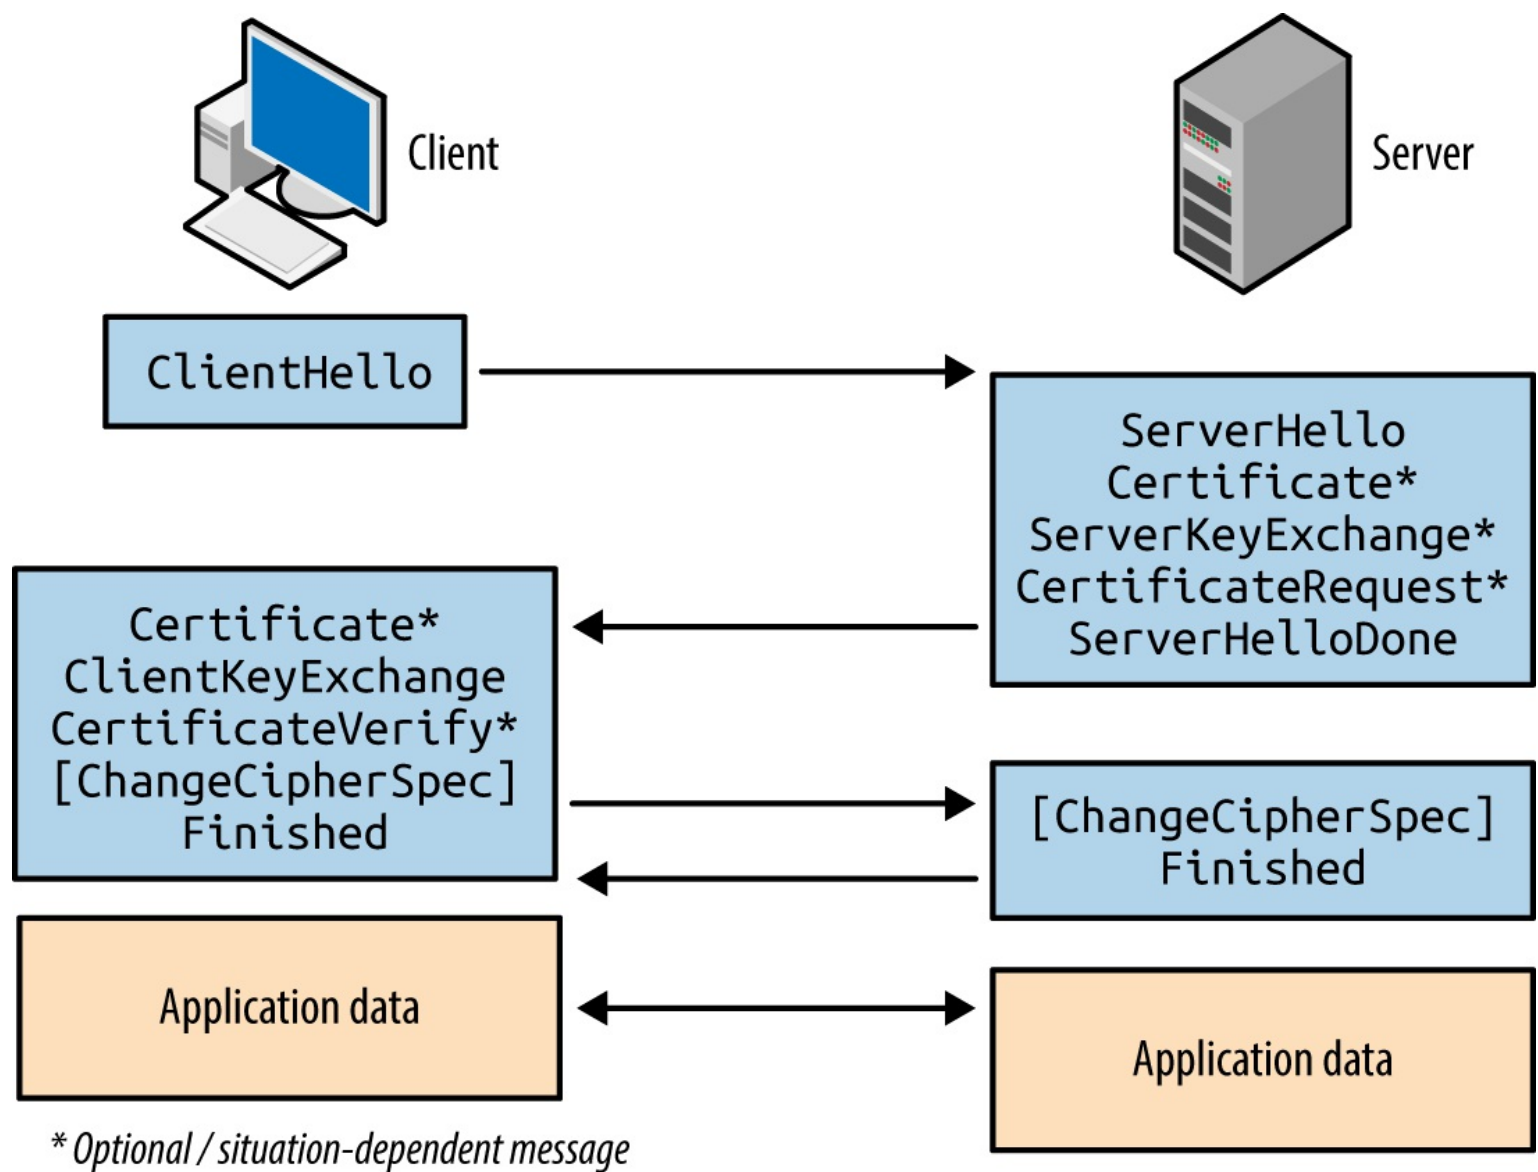 Client
Server
ClientHello
ServerHello
Certificate*
ServerKeyExchange*
CertificateRequest*
ServerHelloDone
Certificate*
ClientKeyExchange
CertificateVerify*
[ChangeCipherSpec]
Finished
[ChangeCipherSpec]
Finished
Application data
Application data
* Optional / situation-dependent message